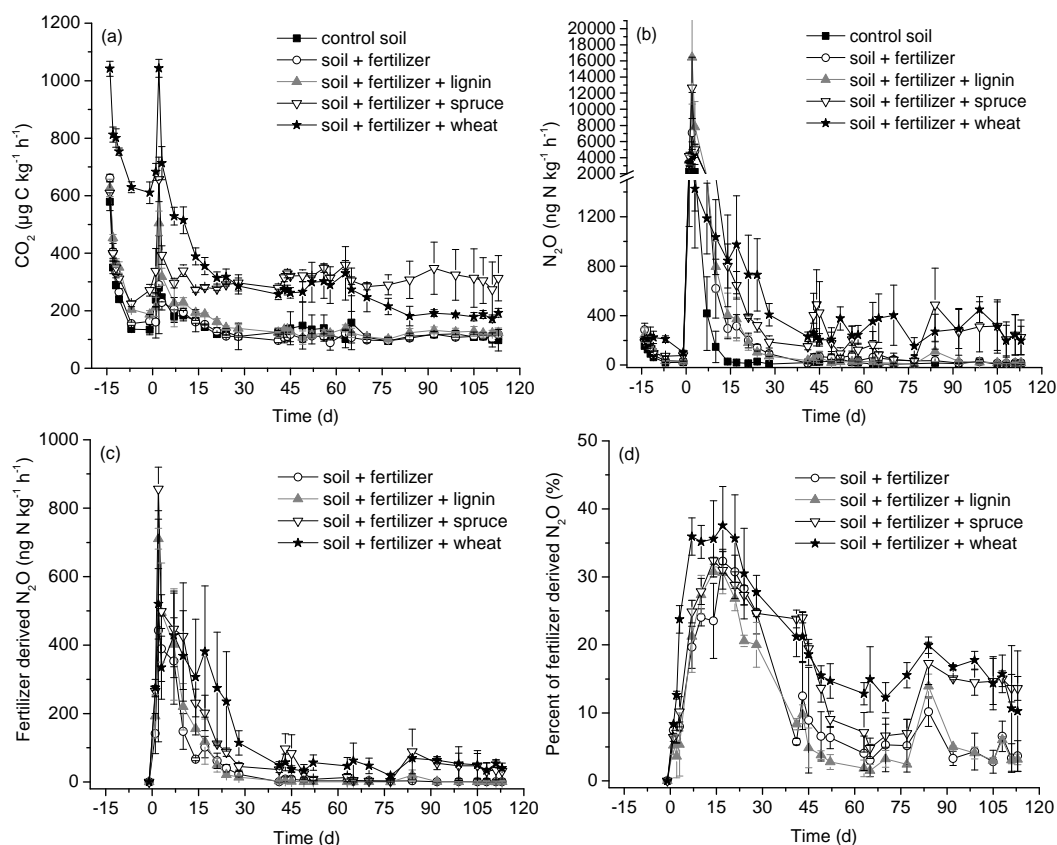 (a)
control soil
soil + fertilizer
soil + fertilizer + lignin
soil + fertilizer + spruce
soil + fertilizer + wheat
CO₂ (µg C kg⁻¹ h⁻¹)
1200
1000
800
600
400
200
0
-15 0 15 30 45 60 75 90 105 120
Time (d)
(b)
control soil
soil + fertilizer
soil + fertilizer + lignin
soil + fertilizer + spruce
soil + fertilizer + wheat
N₂O (ng N kg⁻¹ h⁻¹)
20000
18000
16000
14000
12000
10000
8000
6000
4000
2000
1200
800
400
0
-15 0 15 30 45 60 75 90 105 120
Time (d)
(c)
soil + fertilizer
soil + fertilizer + lignin
soil + fertilizer + spruce
soil + fertilizer + wheat
Fertilizer derived N₂O (ng N kg⁻¹ h⁻¹)
1000
800
600
400
200
0
-15 0 15 30 45 60 75 90 105 120
Time (d)
(d)
soil + fertilizer
soil + fertilizer + lignin
soil + fertilizer + spruce
soil + fertilizer + wheat
Percent of fertilizer derived N₂O (%)
50
40
30
20
10
0
-15 0 15 30 45 60 75 90 105 120
Time (d)